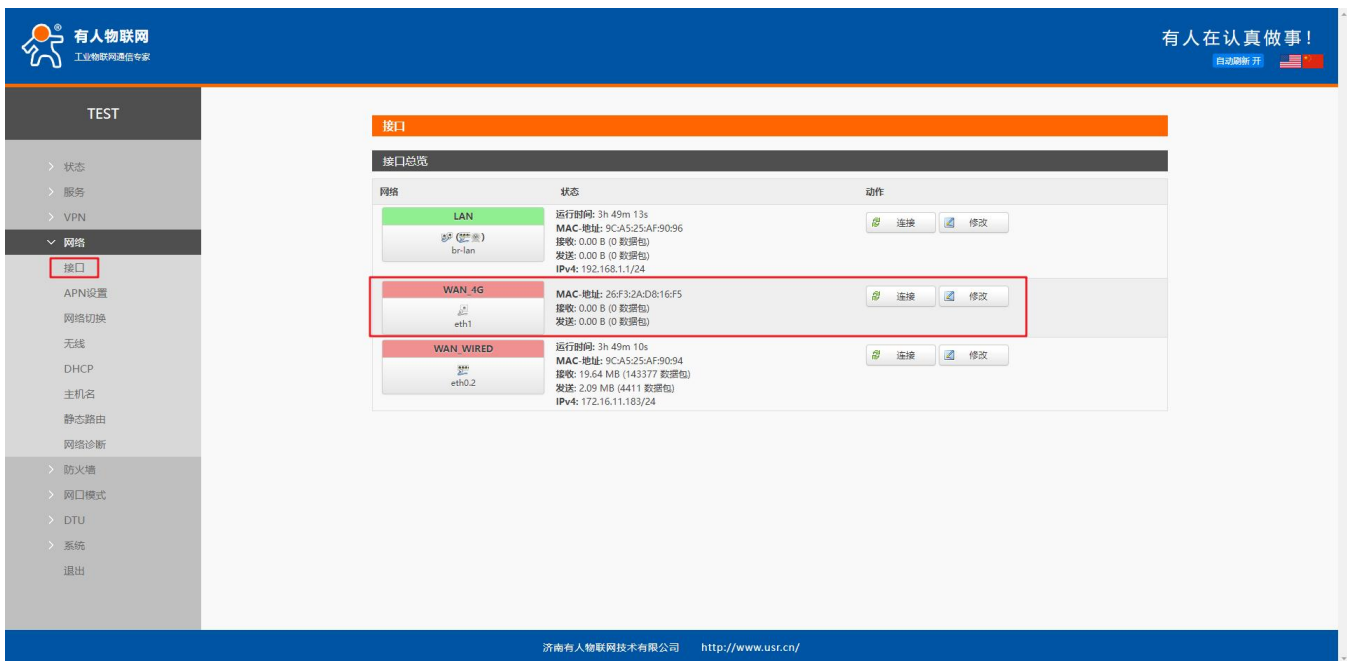 有人物联网
®
工业物联网通信专家
有人在认真做事!
自动刷新 开
TEST
状态
服务
VPN
网络
接口
APN设置
网络切换
无线
DHCP
主机名
静态路由
网络诊断
防火墙
网口模式
DTU
系统
退出
接口
接口总览
网络 状态 动作
LAN
br-lan
运行时间: 3h 49m 13s
MAC-地址: 9C:A5:25:AF:90:96
接收: 0.00 B (0 数据包)
发送: 0.00 B (0 数据包)
IPv4: 192.168.1.1/24
连接 修改
WAN_4G
eth1
MAC-地址: 26:F3:2A:D8:16:F5
接收: 0.00 B (0 数据包)
发送: 0.00 B (0 数据包)
连接 修改
WAN_WIRED
eth0.2
运行时间: 3h 49m 10s
MAC-地址: 9C:A5:25:AF:90:94
接收: 19.64 MB (143377 数据包)
发送: 2.09 MB (4411 数据包)
IPv4: 172.16.11.183/24
连接 修改
济南有人物联网技术有限公司 http://www.usr.cn/